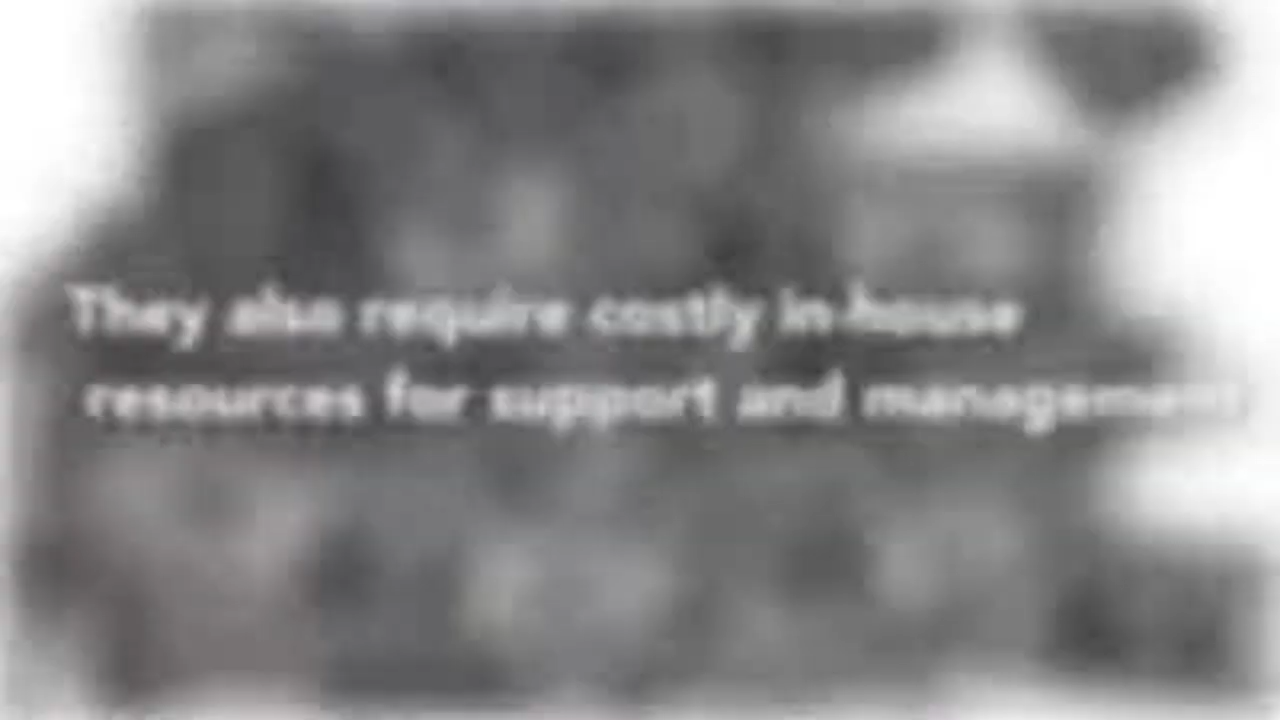 They also require costly in-house
resources for support and management